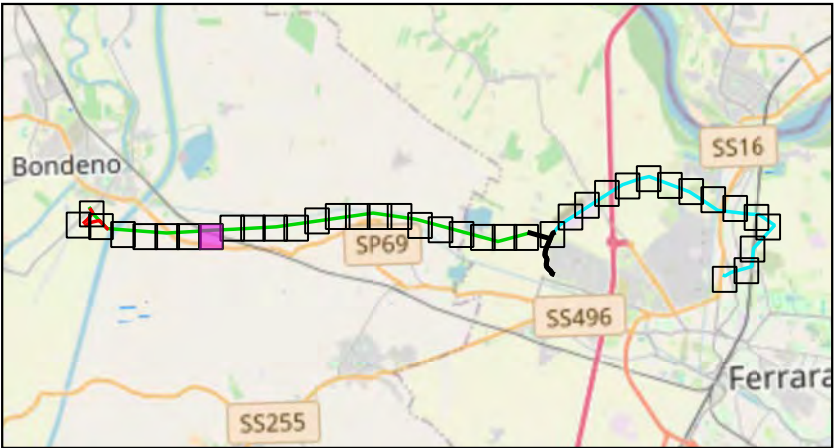 SS16
Bondeno
SP69
SS496
Ferrara
SS255